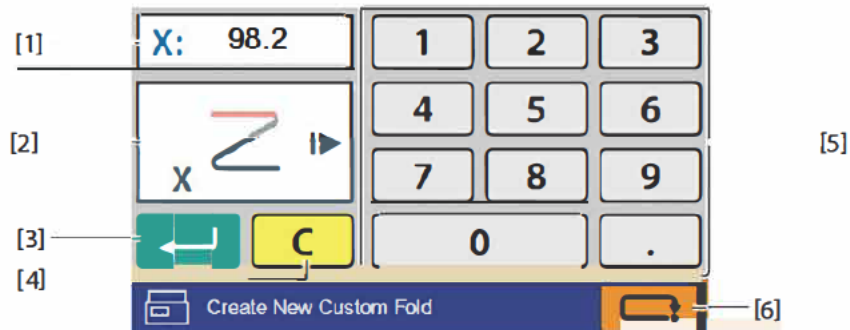 [1] X: 98.2 1 2 3
4 5 6
[2] X [5]
7 8 9
[3] C 0 .
[4]
Create New Custom Fold [6]